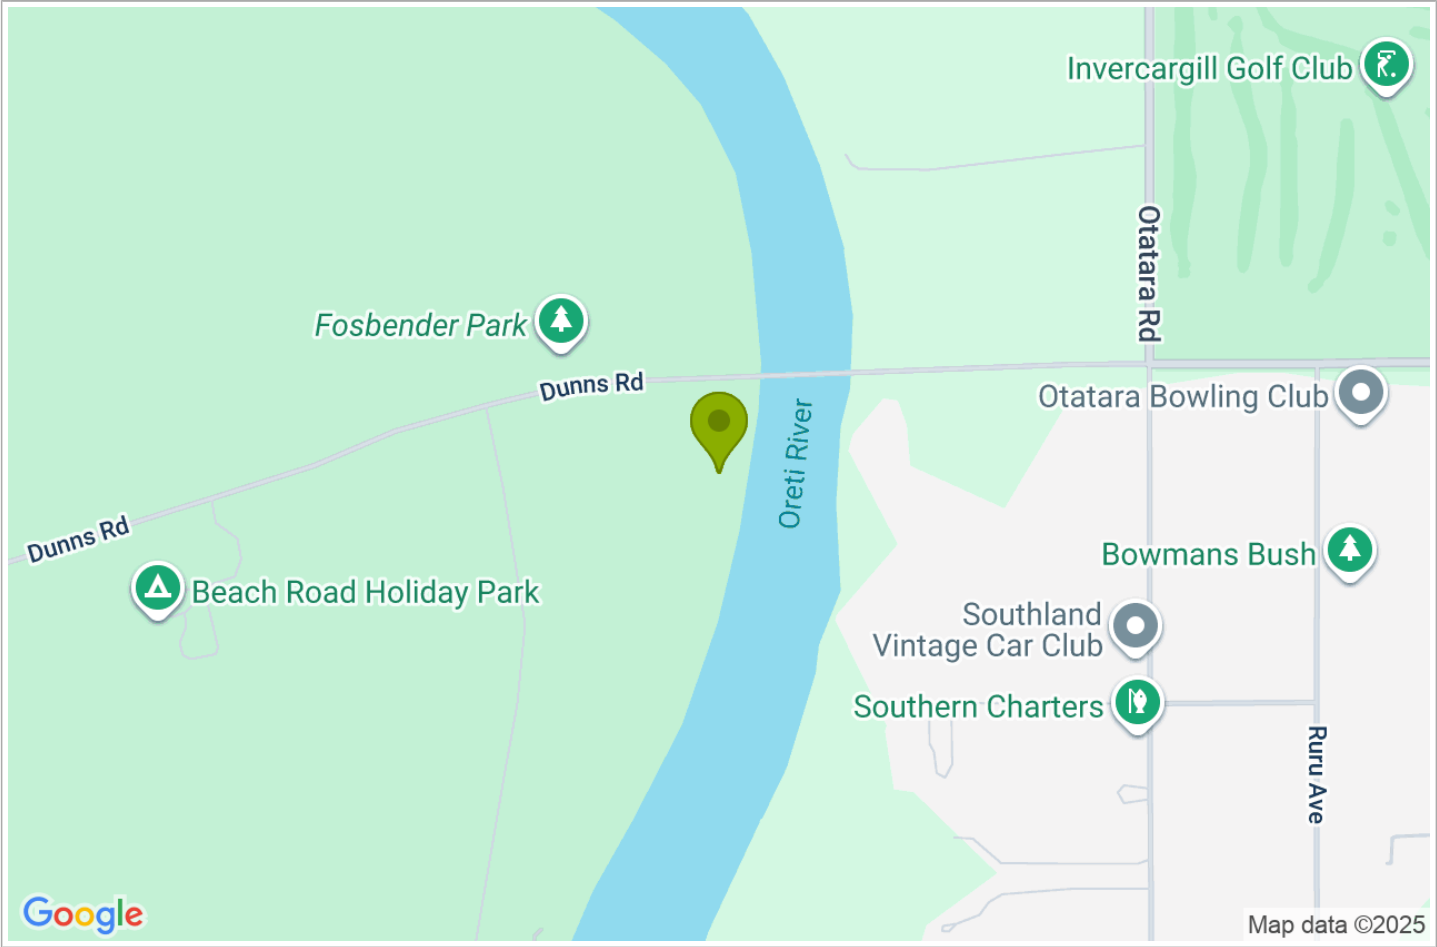 Invercargill Golf Club
Otatara Rd
Fosbender Park
Dunns Rd
Otatara Bowling Club
Oreti River
Dunns Rd
Bowmans Bush
Beach Road Holiday Park
Southland
Vintage Car Club
Southern Charters
Ruru Ave
Google
Map data ©2025